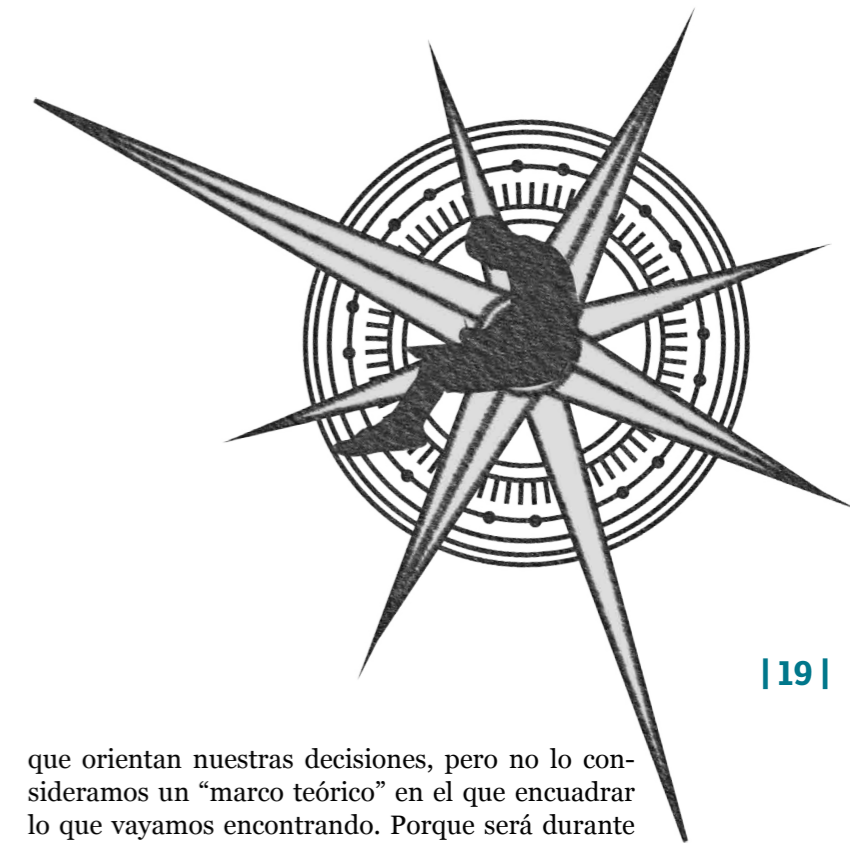 | 19 |
que orientan nuestras decisiones, pero no lo con-
sideramos un “marco teórico” en el que encuadrar
lo que vayamos encontrando. Porque será durante